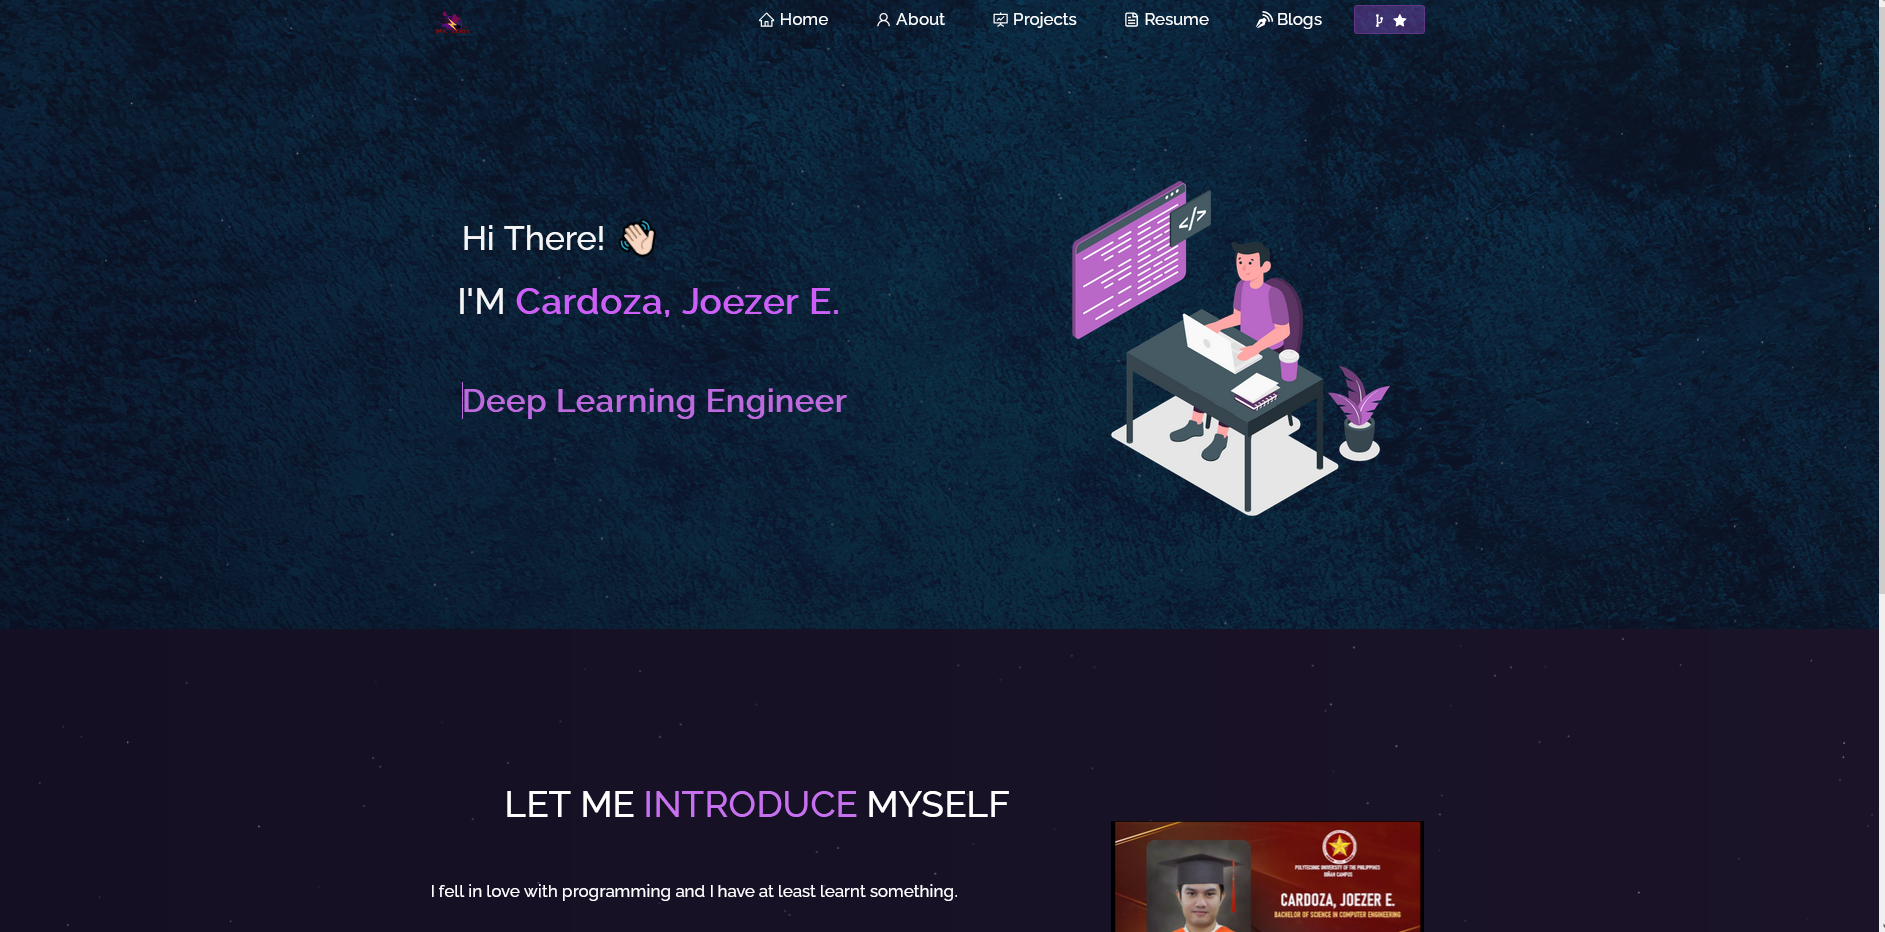 Home
About
Projects
Resume
Blogs
Hi There! 👋🏻
I'M Cardoza, Joezer E.
</>
Deep Learning Engineer
LET ME INTRODUCE MYSELF
I fell in love with programming and I have at least learnt something.
POLYTECHNIC UNIVERSITY OF THE PHILIPPINES
BIÑAN CAMPUS
CARDOZA, JOEZER E.
BACHELOR OF SCIENCE IN COMPUTER ENGINEERING